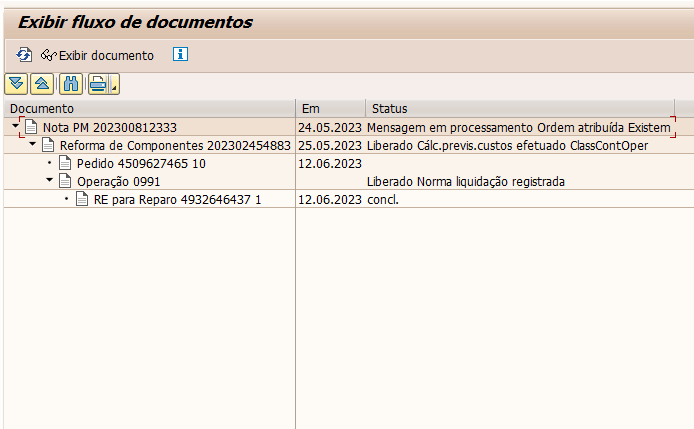 Exibir fluxo de documentos
Exibir documento
Documento Em Status
Nota PM 202300812333 24.05.2023 Mensagem em processamento Ordem atribuída Existem
Reforma de Componentes 202302454883 25.05.2023 Liberado Cálc.previs.custos efetuado ClassContOper
Pedido 4509627465 10 12.06.2023
Operação 0991 Liberado Norma liquidação registrada
RE para Reparo 4932646437 1 12.06.2023 concl.